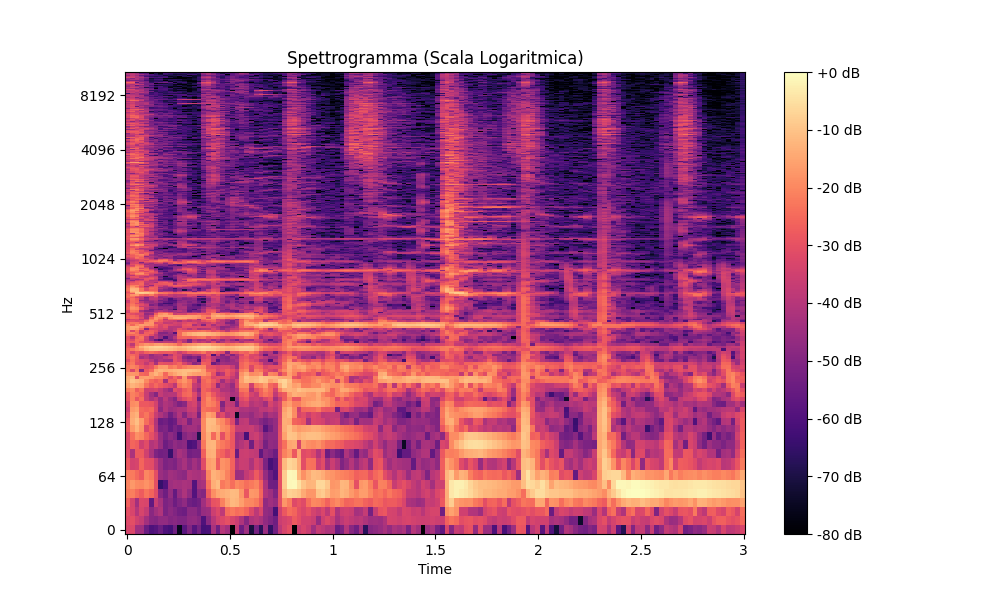 Spettrogramma (Scala Logaritmica)
Hz
8192
4096
2048
1024
512
256
128
64
0
0
0.5
1
1.5
2
2.5
3
Time
+0 dB
-10 dB
-20 dB
-30 dB
-40 dB
-50 dB
-60 dB
-70 dB
-80 dB